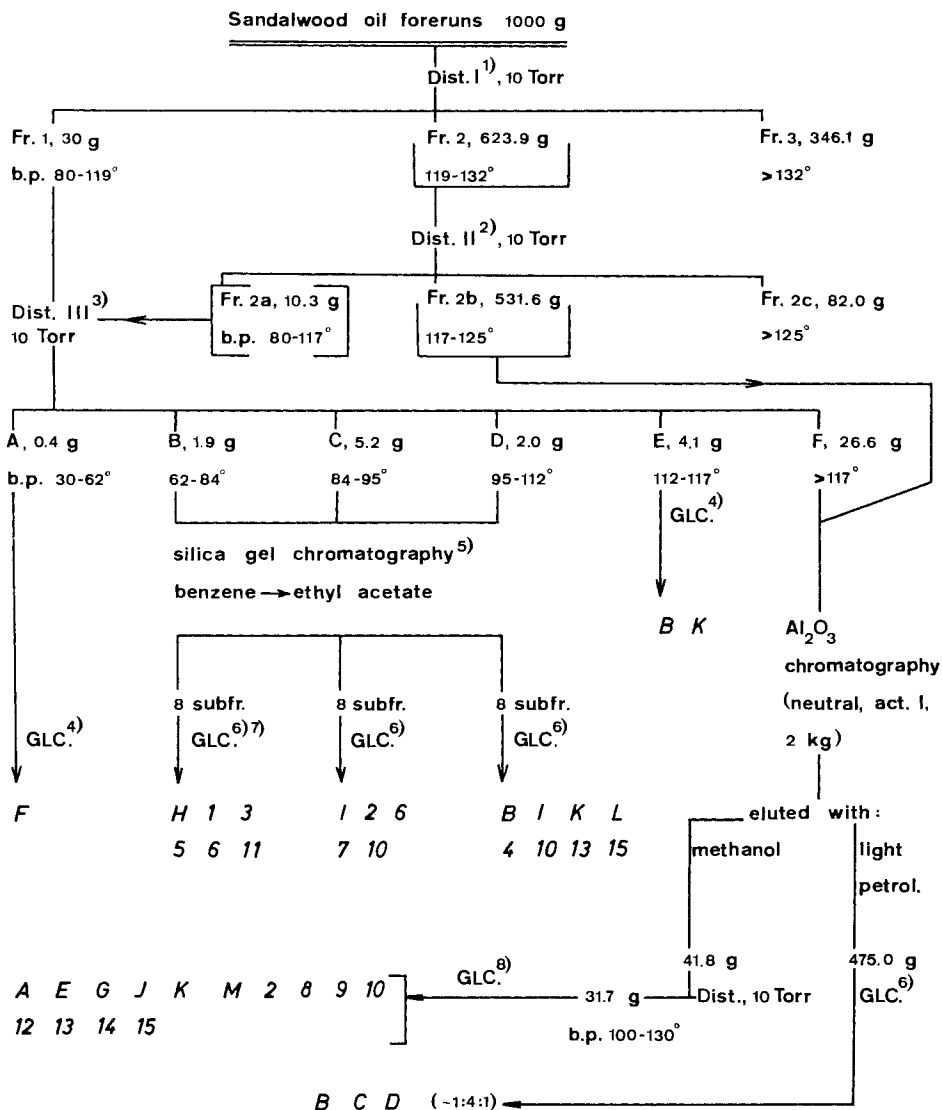 Sandalwood oil foreruns 1000 g
Dist. I 1), 10 Torr
Fr. 1, 30 g Fr. 2, 623.9 g Fr. 3, 346.1 g
b.p. 80-119° 119-132° >132°
Dist. II 2), 10 Torr
Dist. III 3) Fr. 2a, 10.3 g Fr. 2b, 531.6 g Fr. 2c, 82.0 g
10 Torr b.p. 80-117° 117-125° >125°
A, 0.4 g B, 1.9 g C, 5.2 g D, 2.0 g E, 4.1 g F, 26.6 g
b.p. 30-62° 62-84° 84-95° 95-112° 112-117° >117°
GLC. 4)
silica gel chromatography 5)
benzene → ethyl acetate
B K Al2O3
chromatography
(neutral, act. I,
2 kg)
8 subfr. 8 subfr. 8 subfr.
GLC. 4) GLC. 6) 7) GLC. 6) GLC. 6)
F H 1 3 I 2 6 B I K L eluted with:
5 6 11 7 10 4 10 13 15 methanol light
petrol.
41.8 g 475.0 g
A E G J K M 2 8 9 10 GLC. 8) 31.7 g Dist., 10 Torr GLC. 6)
12 13 14 15 b.p. 100-130°
B C D (~1:4:1)